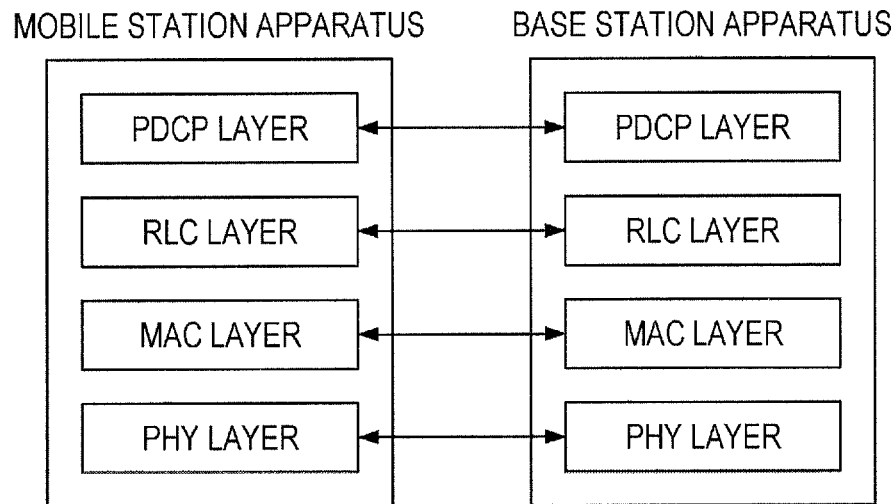 MOBILE STATION APPARATUS
BASE STATION APPARATUS
PDCP LAYER
PDCP LAYER
RLC LAYER
RLC LAYER
MAC LAYER
MAC LAYER
PHY LAYER
PHY LAYER